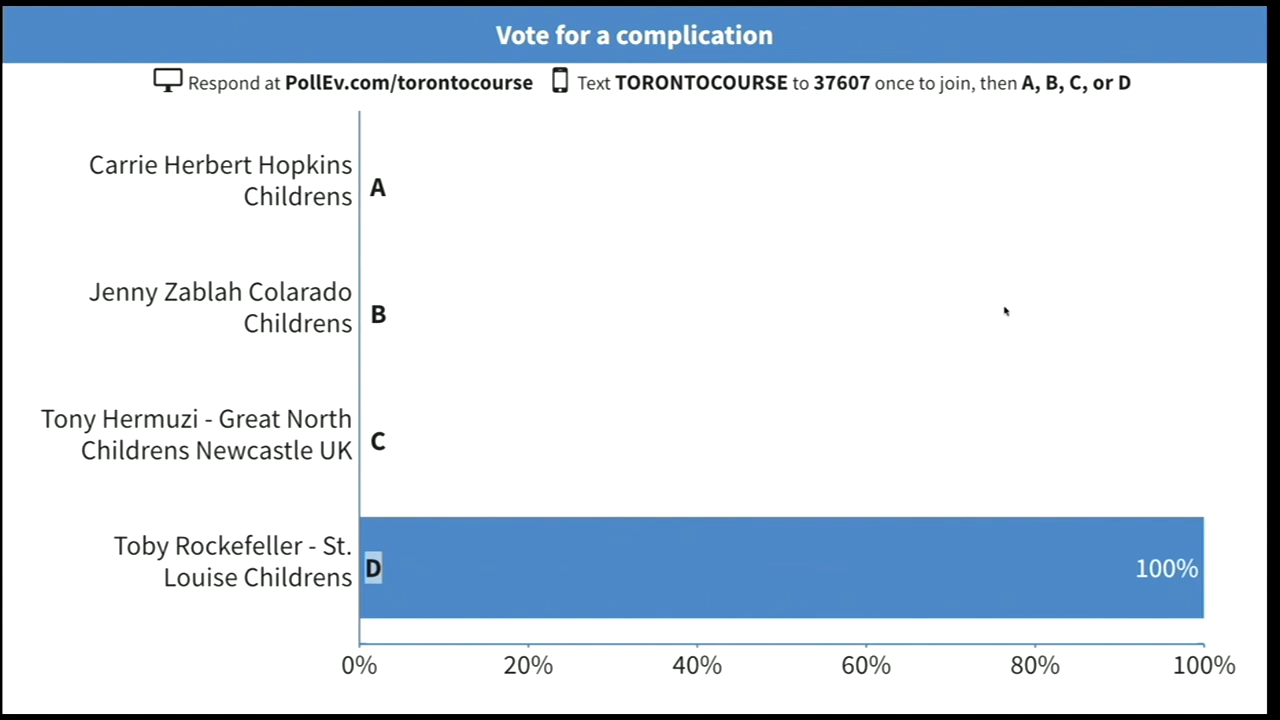 Vote for a complication
Respond at PollEv.com/torontocourse Text TORONTOCOURSE to 37607 once to join, then A, B, C, or D
Carrie Herbert Hopkins
Childrens
A
Jenny Zablah Colarado
Childrens
B
Tony Hermuzi - Great North
Childrens Newcastle UK
C
Toby Rockefeller - St.
Louise Childrens
D
100%
0% 20% 40% 60% 80% 100%